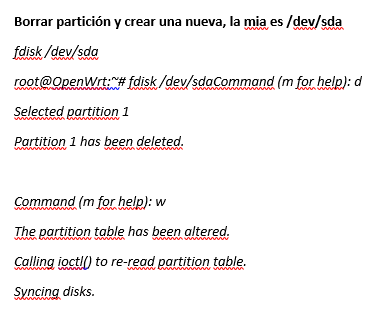 Borrar partición y crear una nueva, la mia es /dev/sda
fdisk /dev/sda
root@OpenWrt:~# fdisk /dev/sdaCommand (m for help): d
Selected partition 1
Partition 1 has been deleted.
Command (m for help): w
The partition table has been altered.
Calling ioctl() to re-read partition table.
Syncing disks.